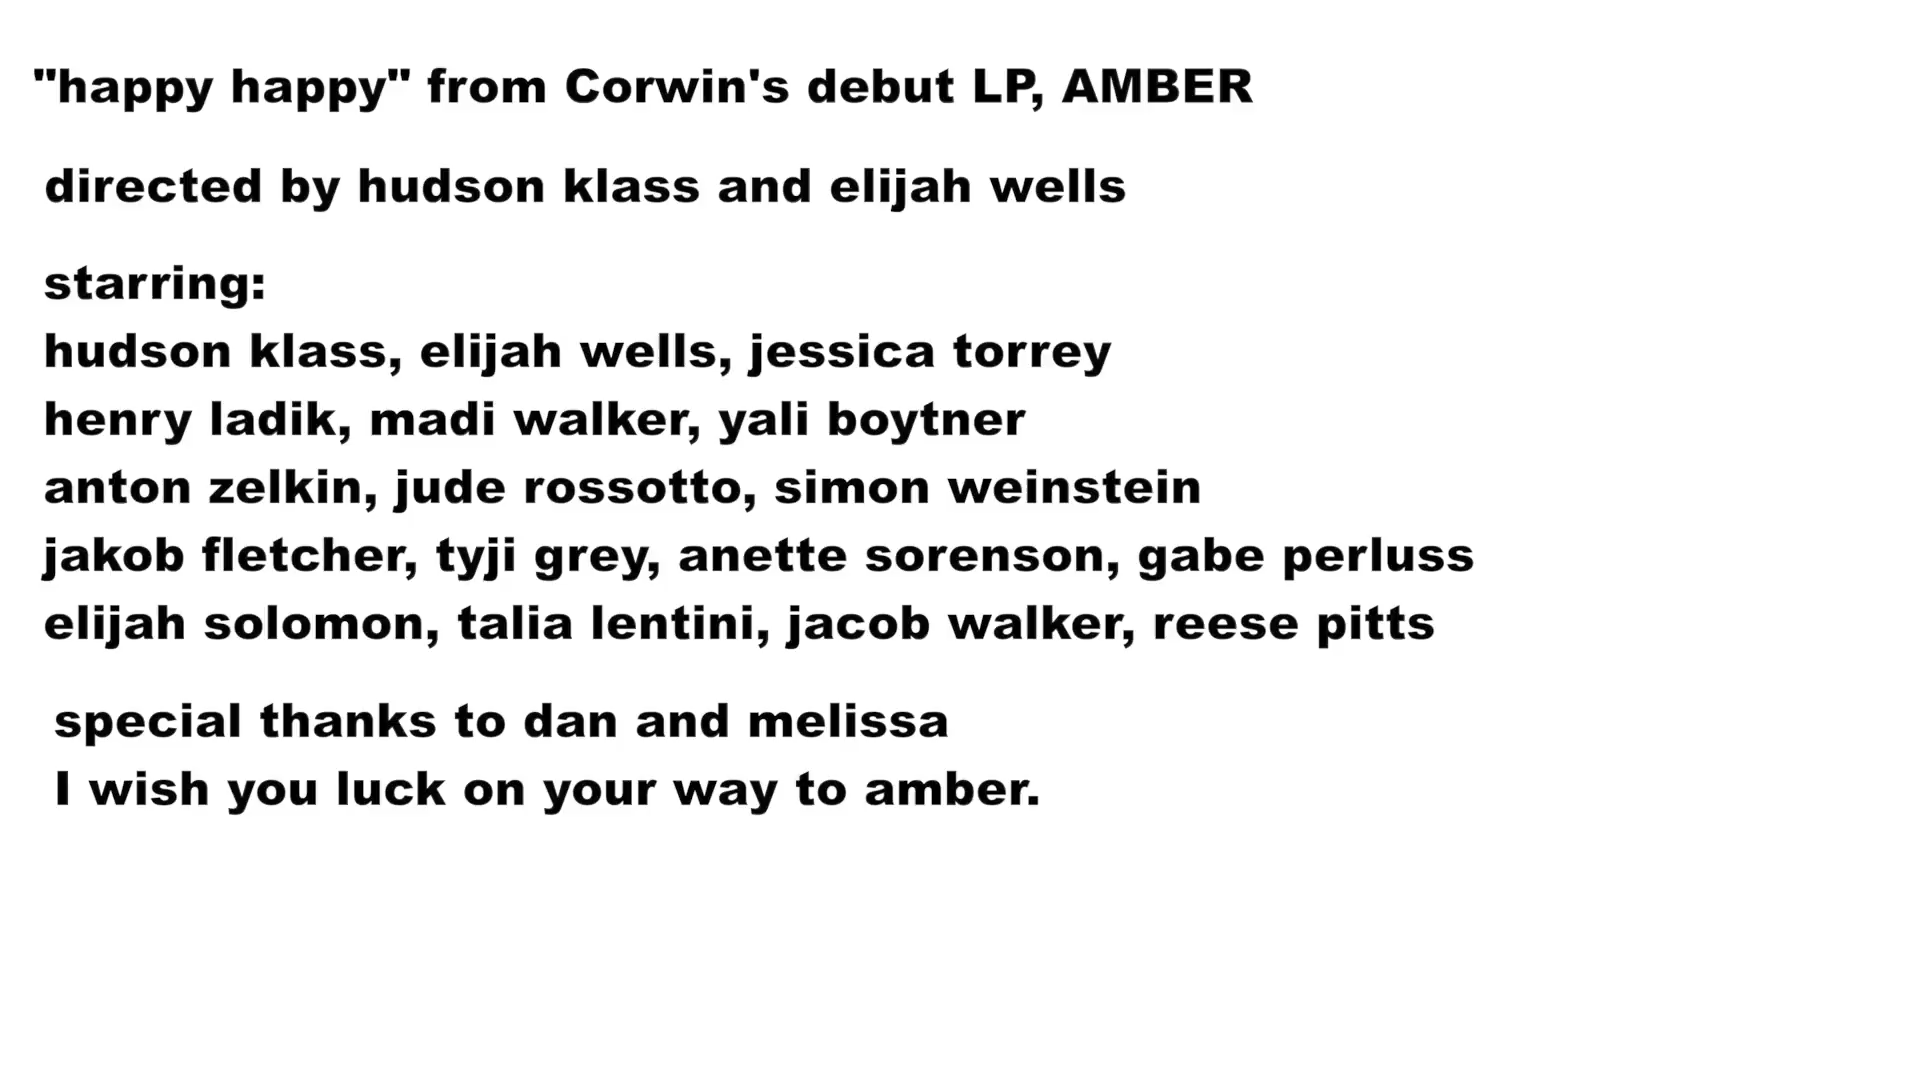 "happy happy" from Corwin's debut LP, AMBER
directed by hudson klass and elijah wells
starring:
hudson klass, elijah wells, jessica torrey
henry ladik, madi walker, yali boytner
anton zelkin, jude rossotto, simon weinstein
jakob fletcher, tyji grey, anette sorenson, gabe perluss
elijah solomon, talia lentini, jacob walker, reese pitts
special thanks to dan and melissa
I wish you luck on your way to amber.